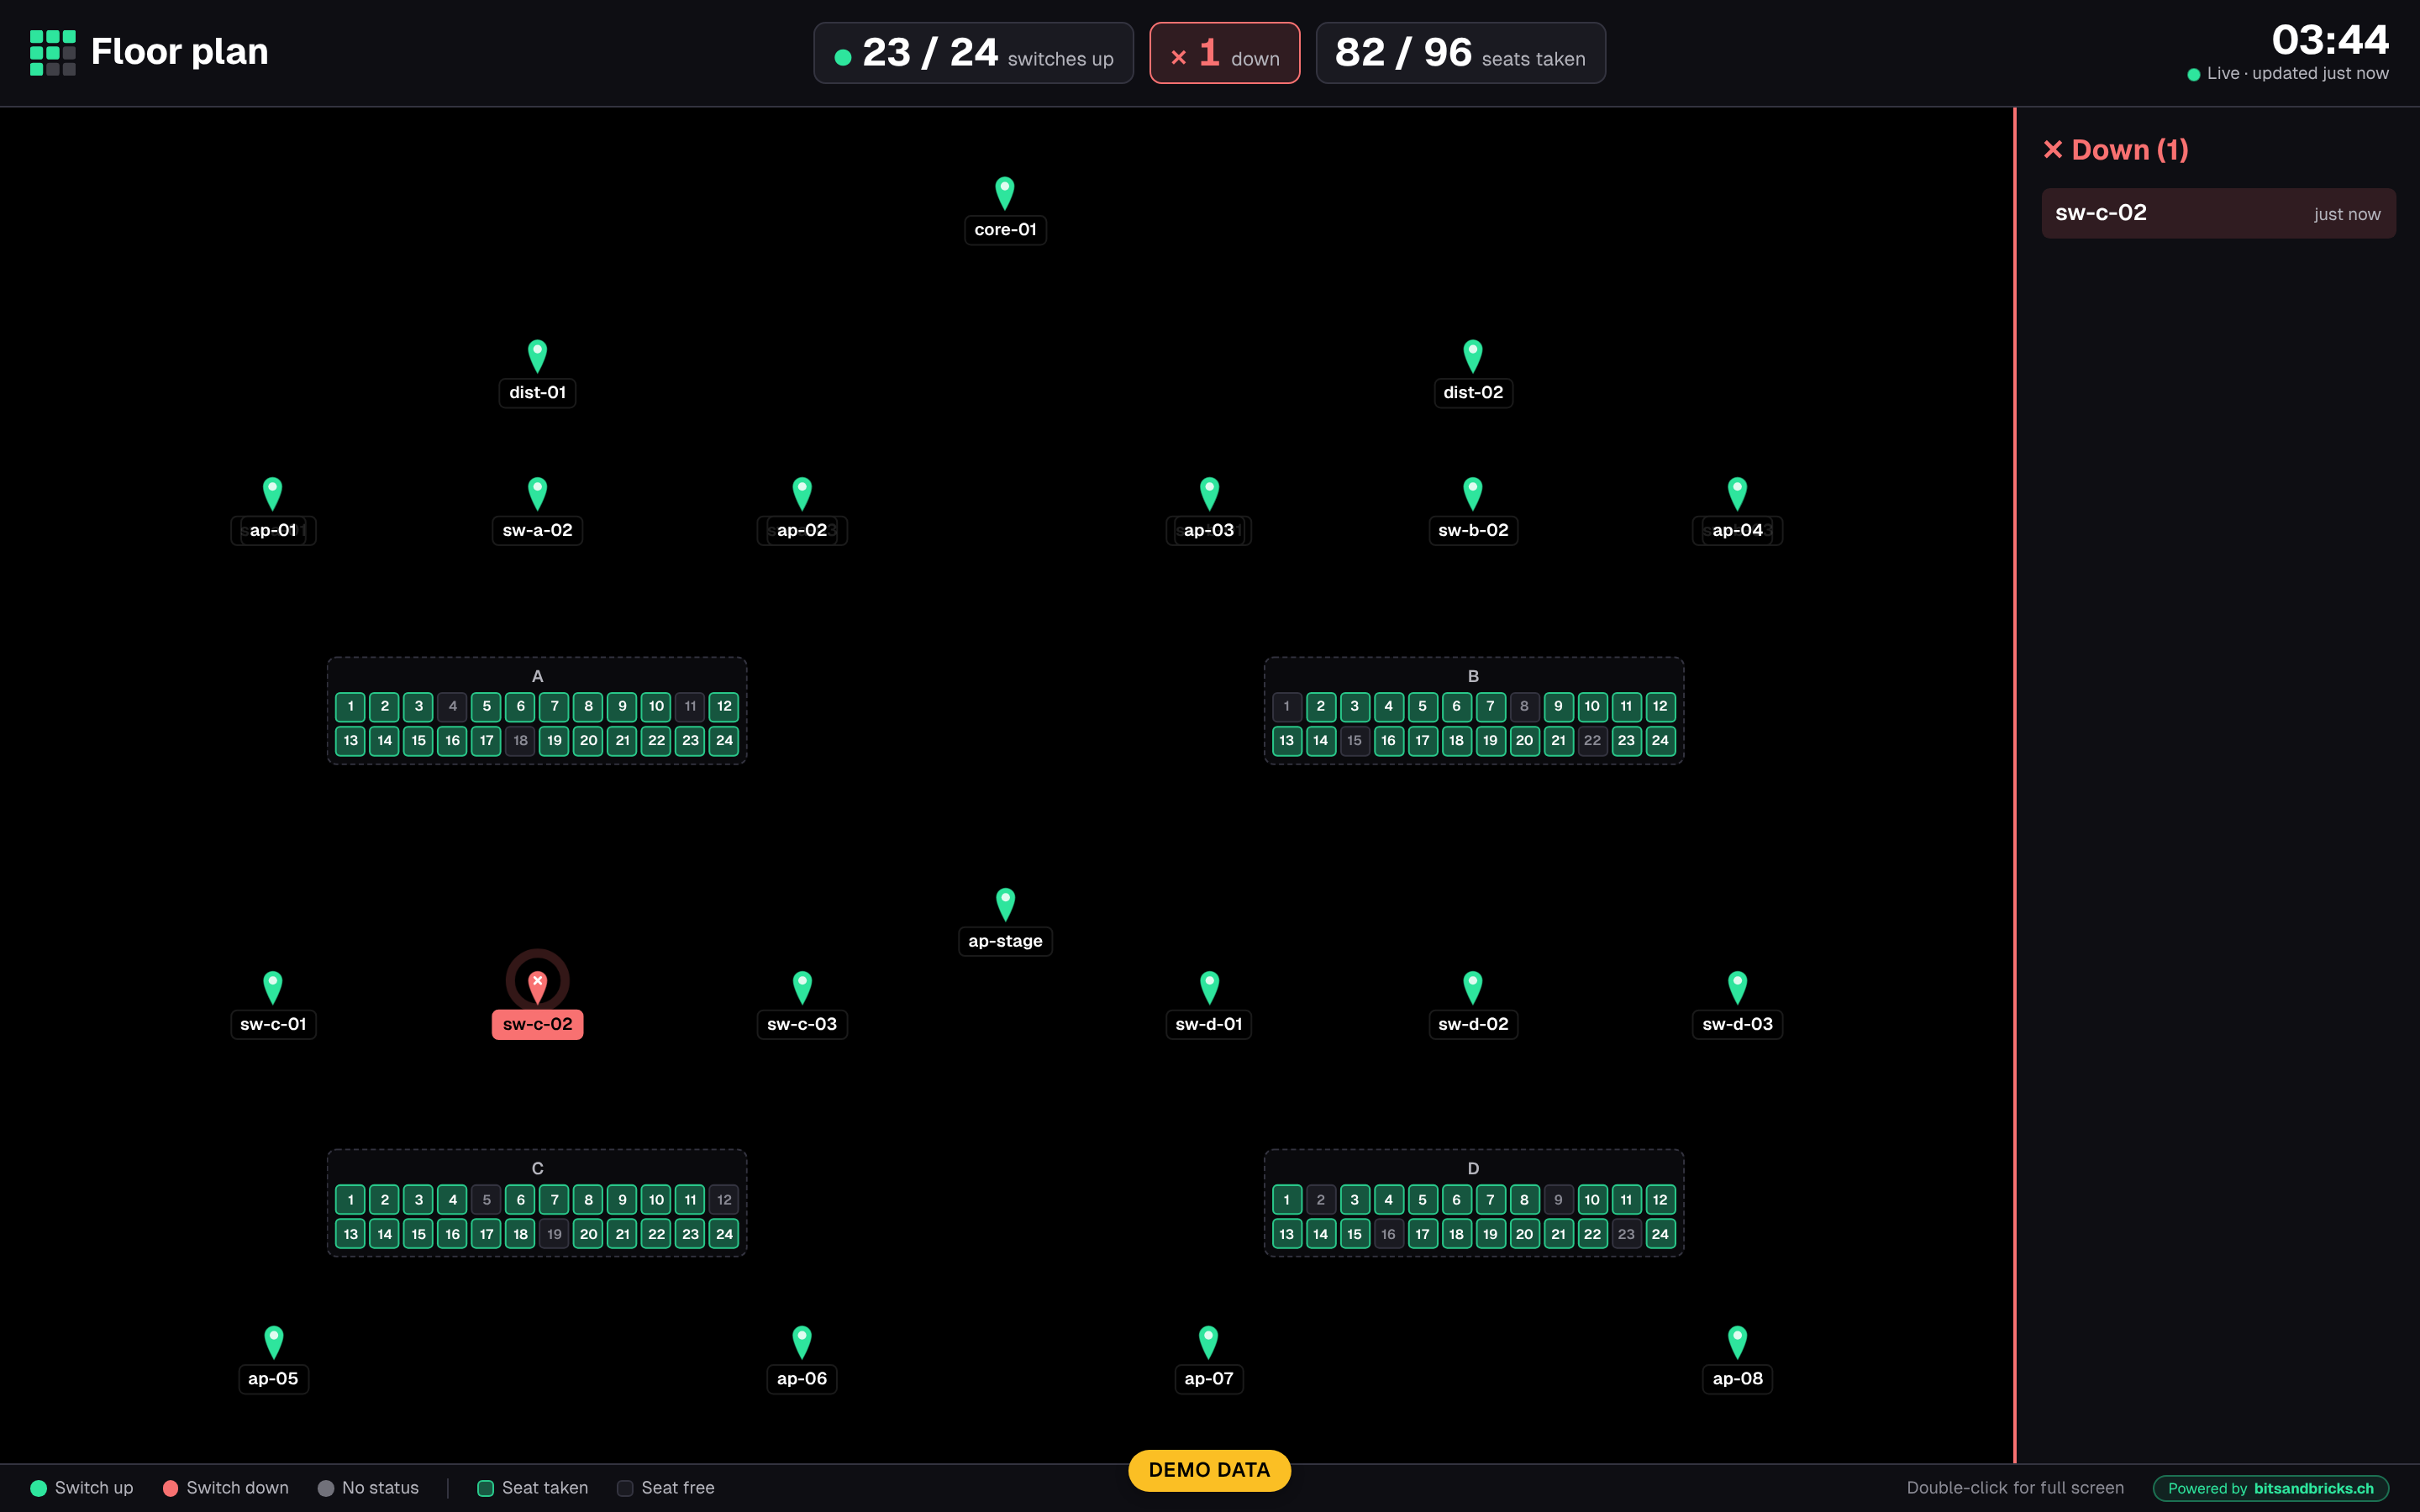 Floor plan
23 / 24 switches up
× 1 down
82 / 96 seats taken
03:44
Live · updated just now
× Down (1)
sw-c-02 just now
core-01
dist-01
dist-02
ap-01
sw-a-02
ap-02
ap-03
sw-b-02
ap-04
A
1 2 3 4 5 6 7 8 9 10 11 12
13 14 15 16 17 18 19 20 21 22 23 24
B
1 2 3 4 5 6 7 8 9 10 11 12
13 14 15 16 17 18 19 20 21 22 23 24
ap-stage
sw-c-01
sw-c-02
sw-c-03
sw-d-01
sw-d-02
sw-d-03
C
1 2 3 4 5 6 7 8 9 10 11 12
13 14 15 16 17 18 19 20 21 22 23 24
D
1 2 3 4 5 6 7 8 9 10 11 12
13 14 15 16 17 18 19 20 21 22 23 24
ap-05
ap-06
ap-07
ap-08
DEMO DATA
Switch up
Switch down
No status
Seat taken
Seat free
Double-click for full screen
Powered by bitsandbricks.ch